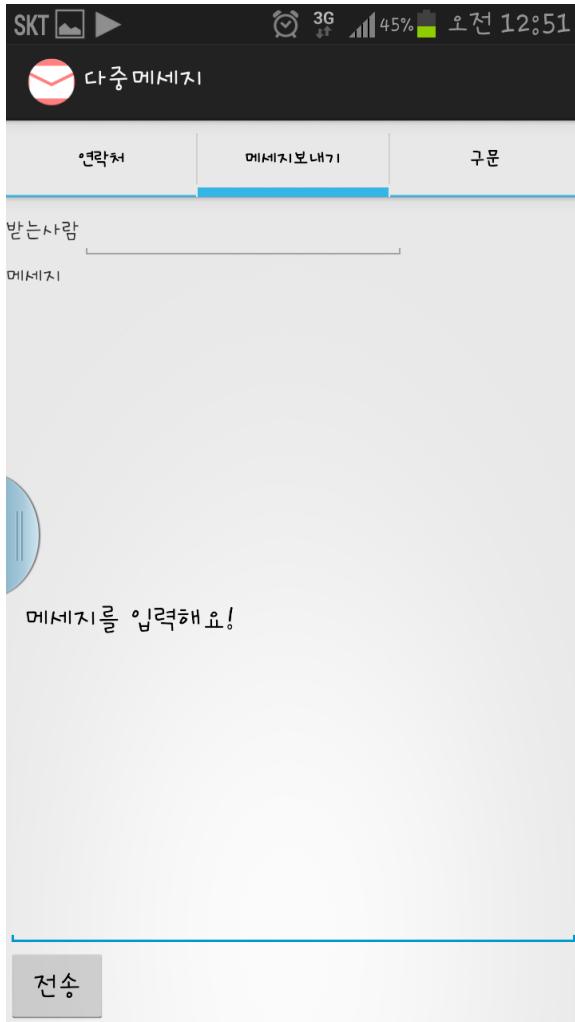 SKT 3G 45% 오전 12:51
다중메세지
연락처 메세지보내기 구문
받는사람
메세지
메세지를 입력해요!
전송